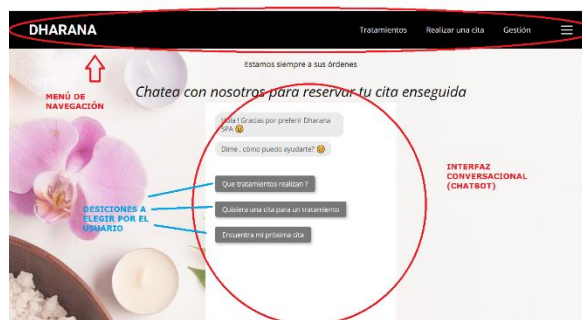 DHARANA
Tratamientos Realizar una cita Gestión
Estamos siempre a sus órdenes
MENÚ DE
NAVEGACIÓN
Chatea con nosotros para reservar tu cita enseguida
Hola ! Gracias por preferir Dharana
SPA 😀
Dime , cómo puedo ayudarte? 😀
INTERFAZ
CONVERSACIONAL
(CHATBOT)
Que tratamientos realizan ?
DESICIONES A
ELEGIR POR EL
USUARIO
Quisiera una cita para un tratamiento
Encuentra mi próxima cita